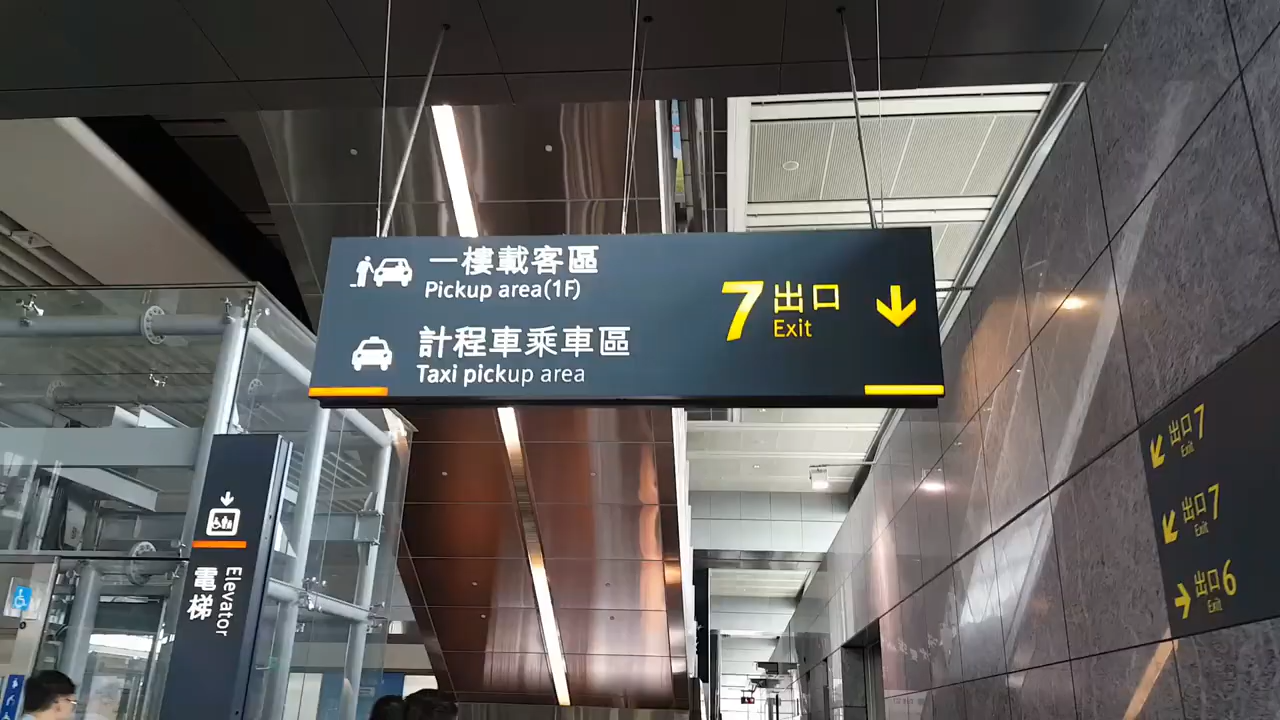 一樓載客區
Pickup area(1F)
計程車乘車區
Taxi pickup area
7 出口
Exit
電梯
Elevator
出口 7
Exit
出口 7
Exit
出口 6
Exit